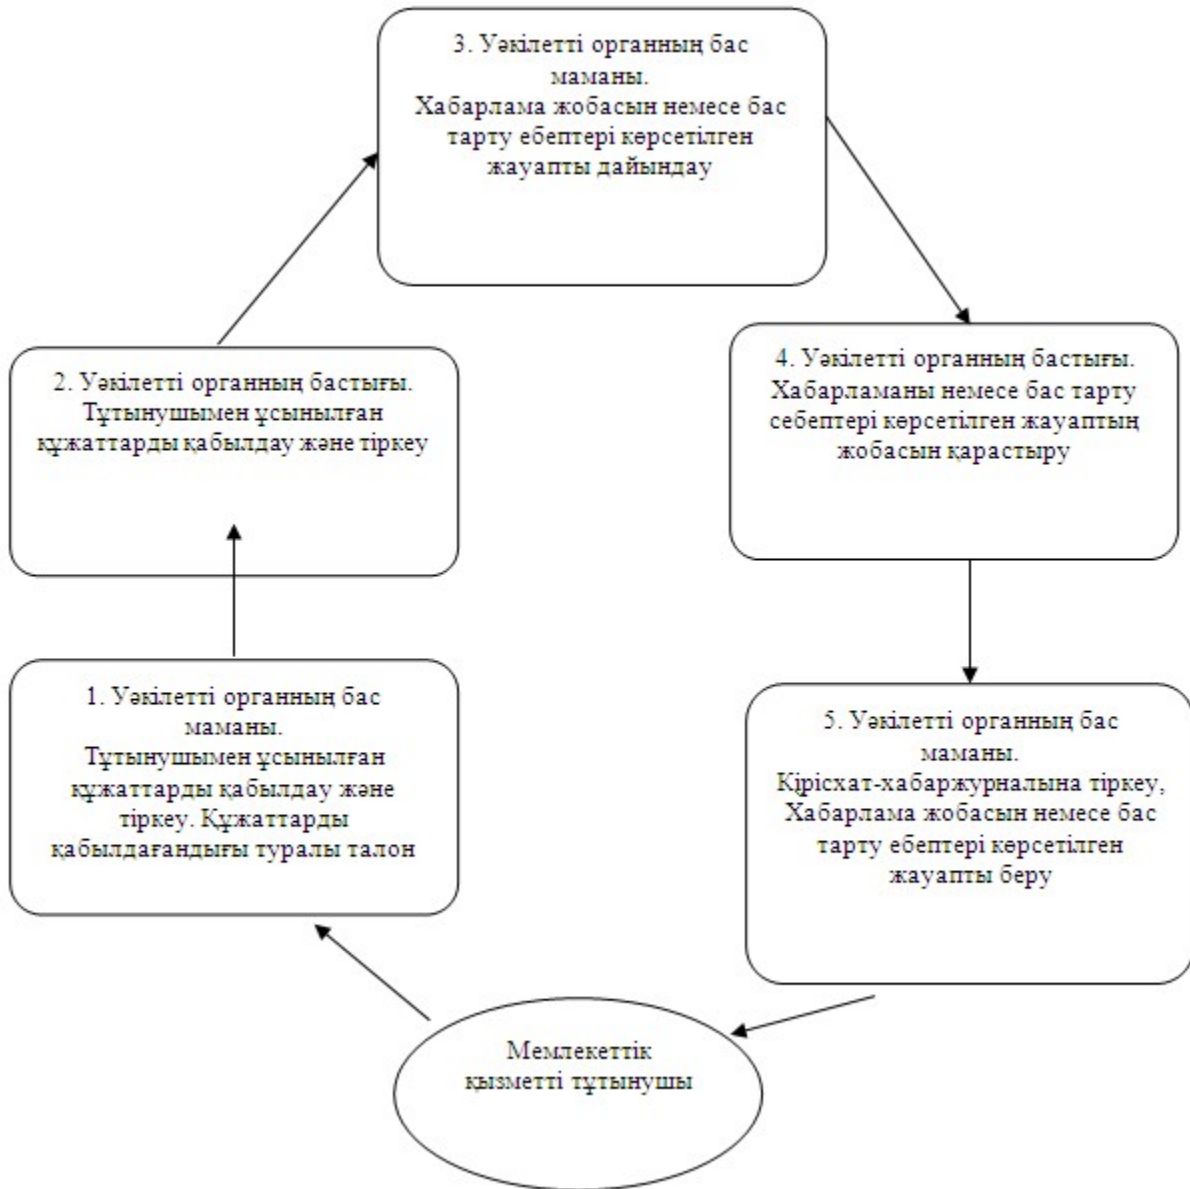 3. Уәкілетті органның бас
маманы.
Хабарлама жобасын немесе бас
тарту ебептері көрсетілген
жауапты дайындау
2. Уәкілетті органның бастығы.
Тұтынушымен ұсынылған
құжаттарды қабылдау және тіркеу
4. Уәкілетті органның бастығы.
Хабарламаны немесе бас тарту
себептері көрсетілген жауаптың
жобасын қарастыру
1. Уәкілетті органның бас
маманы.
Тұтынушымен ұсынылған
құжаттарды қабылдау және
тіркеу. Құжаттарды
қабылдағандығы туралы талон
5. Уәкілетті органның бас
маманы.
Кірісхат-хабаржурналына тіркеу,
Хабарлама жобасын немесе бас
тарту ебептері көрсетілген
жауапты беру
Мемлекеттік
қызметті тұтынушы